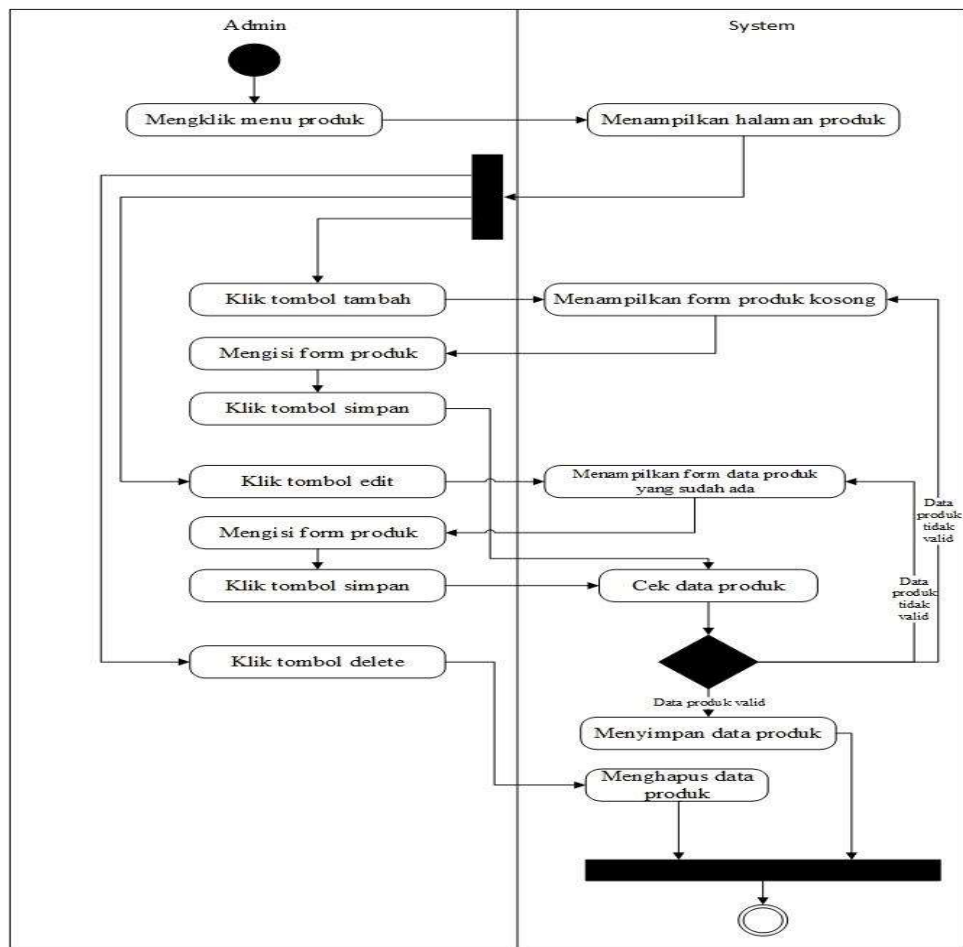 Admin
System
Mengklik menu produk
Menampilkan halaman produk
Klik tombol tambah
Menampilkan form produk kosong
Mengisi form produk
Klik tombol simpan
Klik tombol edit
Menampilkan form data produk
yang sudah ada
Data
produk
tidak
valid
Mengisi form produk
Klik tombol simpan
Cek data produk
Data
produk
tidak
valid
Klik tombol delete
Data produk valid
Menyimpan data produk
Menghapus data
produk